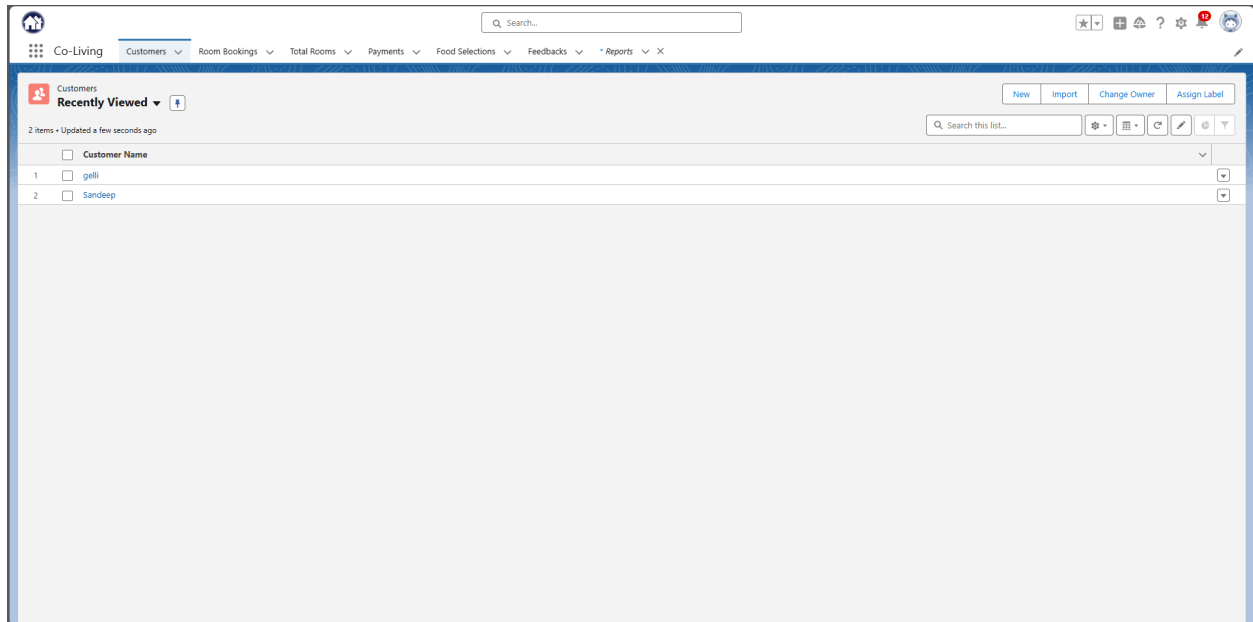 Search...
12
Co-Living Customers Room Bookings Total Rooms Payments Food Selections Feedbacks * Reports
Customers
Recently Viewed
New Import Change Owner Assign Label
2 items • Updated a few seconds ago
Search this list...
Customer Name
1 gelli
2 Sandeep